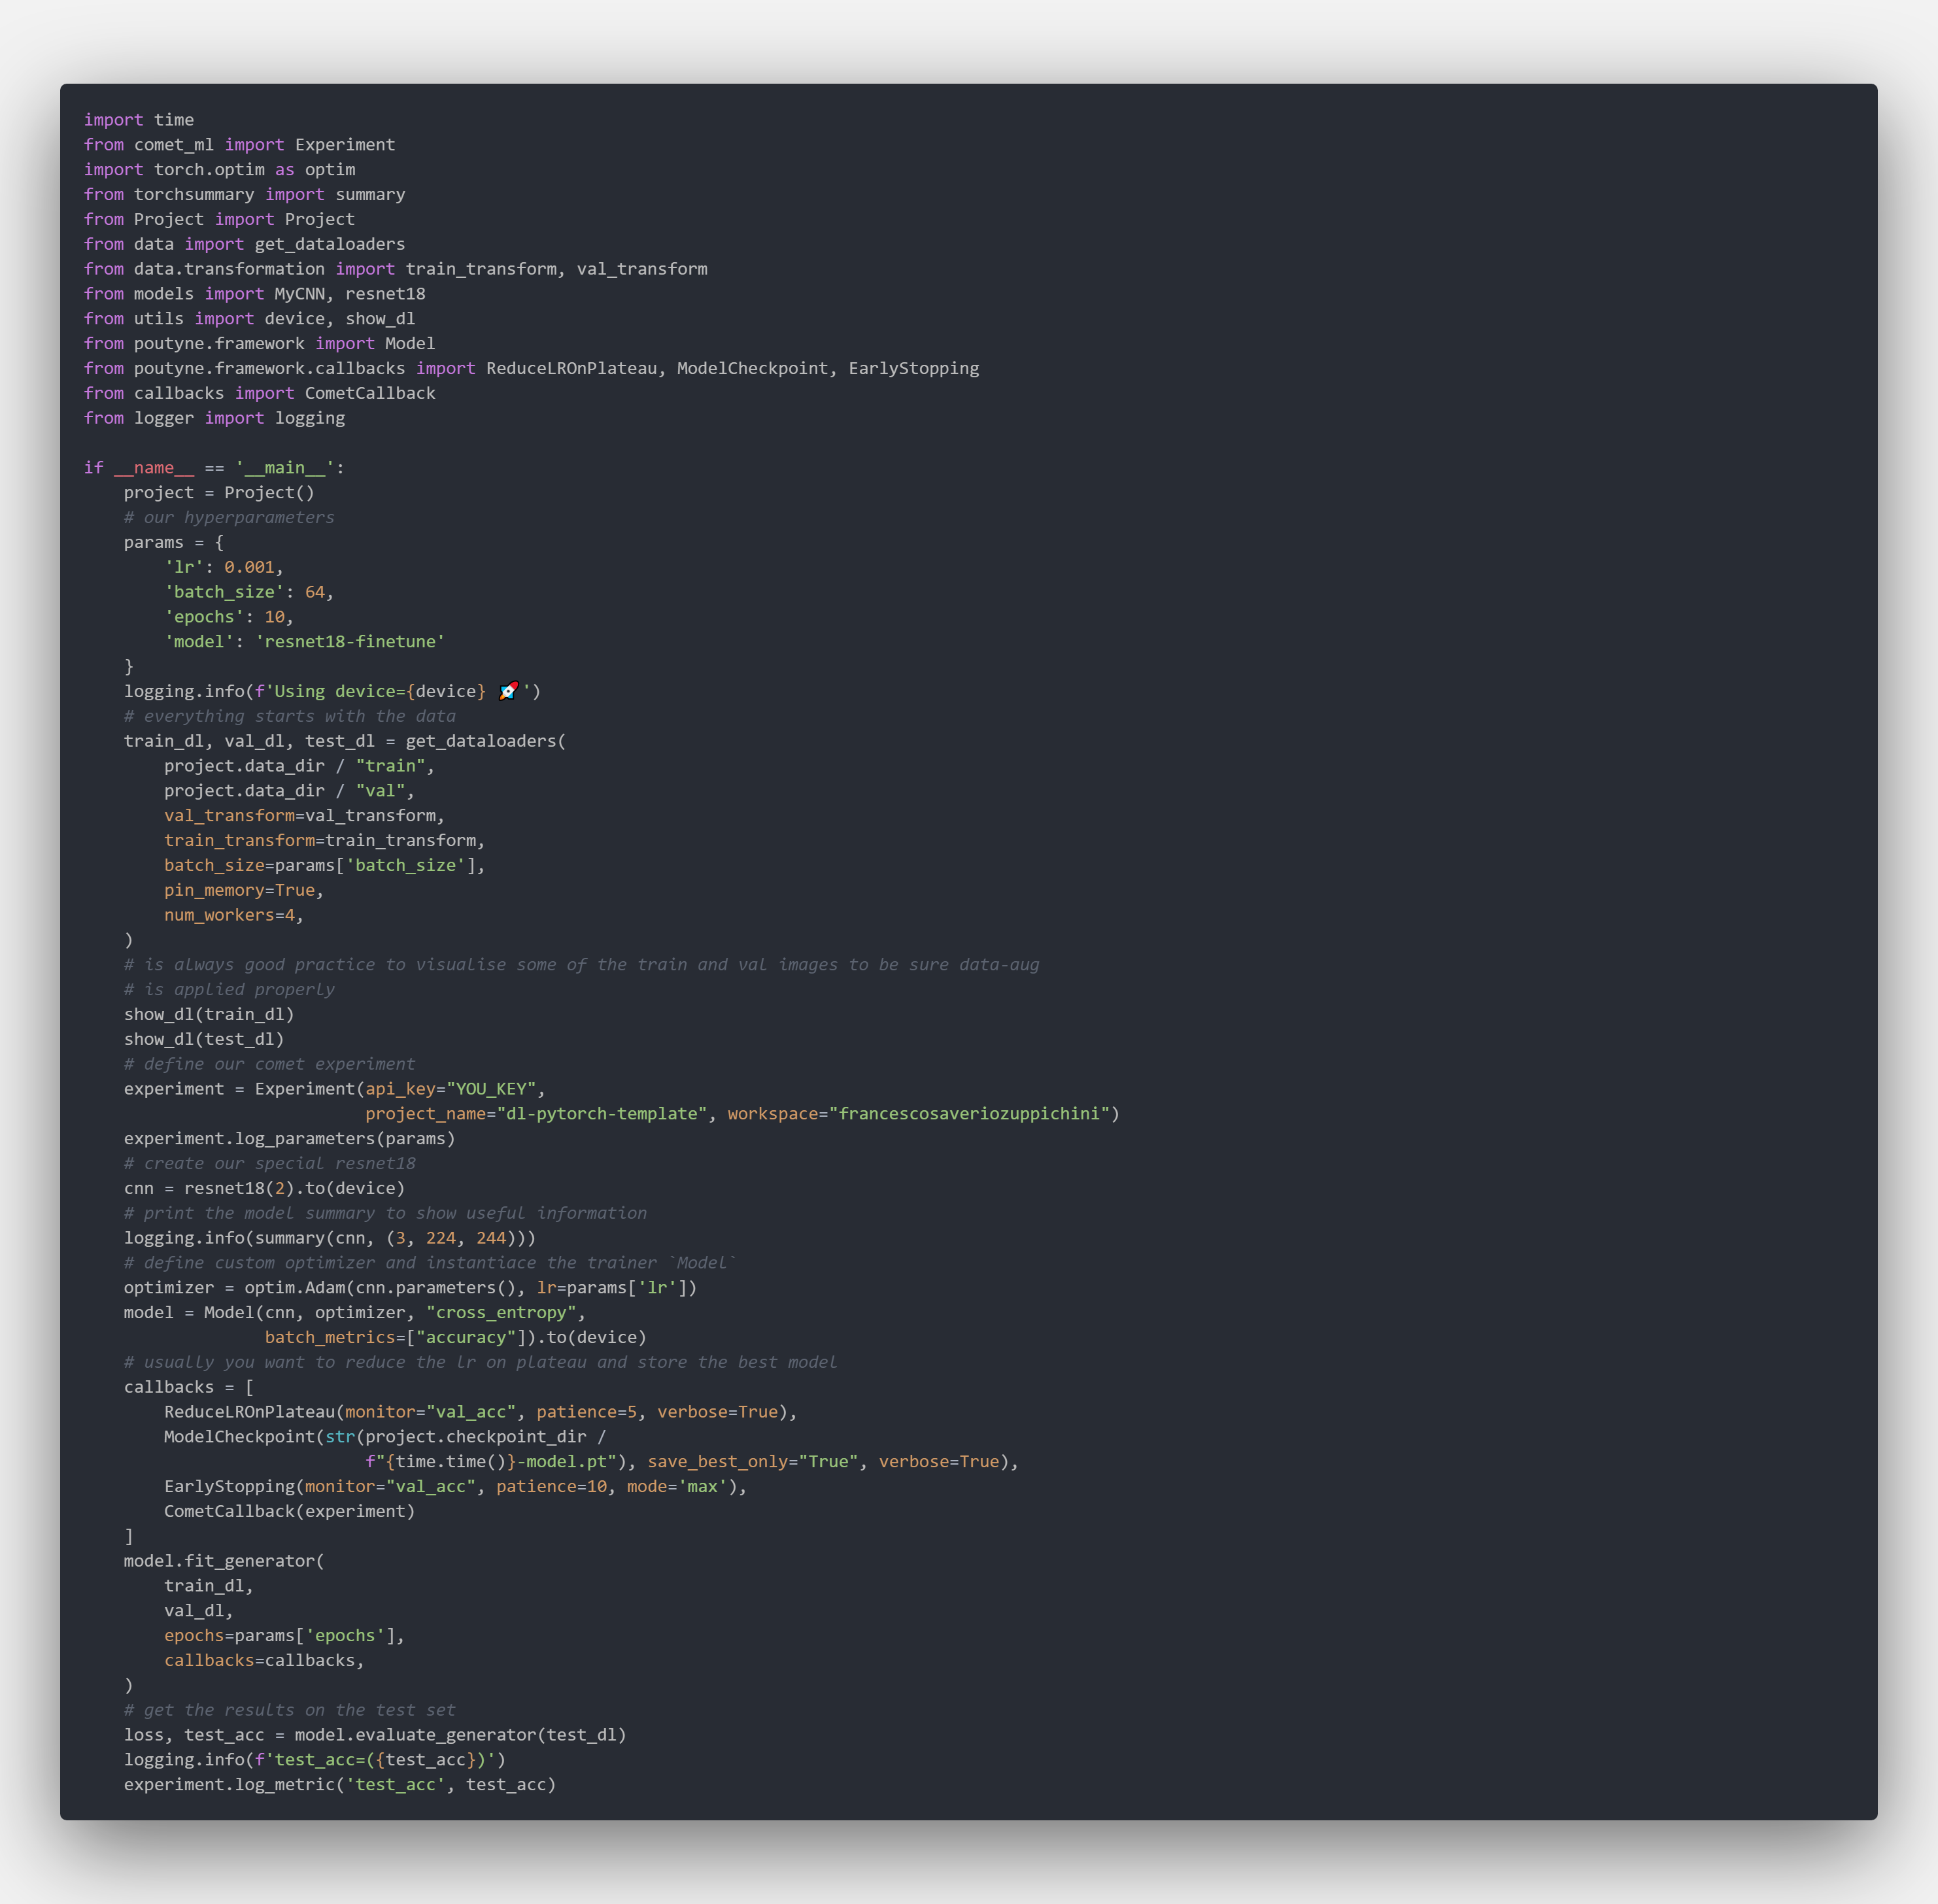 import time
from comet_ml import Experiment
import torch.optim as optim
from torchsummary import summary
from Project import Project
from data import get_dataloaders
from data.transformation import train_transform, val_transform
from models import MyCNN, resnet18
from utils import device, show_dl
from poutyne.framework import Model
from poutyne.framework.callbacks import ReduceLROnPlateau, ModelCheckpoint, EarlyStopping
from callbacks import CometCallback
from logger import logging

if __name__ == '__main__':
    project = Project()
    # our hyperparameters
    params = {
        'lr': 0.001,
        'batch_size': 64,
        'epochs': 10,
        'model': 'resnet18-finetune'
    }
    logging.info(f'Using device={device} 🚀')
    # everything starts with the data
    train_dl, val_dl, test_dl = get_dataloaders(
        project.data_dir / "train",
        project.data_dir / "val",
        val_transform=val_transform,
        train_transform=train_transform,
        batch_size=params['batch_size'],
        pin_memory=True,
        num_workers=4,
    )
    # is always good practice to visualise some of the train and val images to be sure data-aug
    # is applied properly
    show_dl(train_dl)
    show_dl(test_dl)
    # define our comet experiment
    experiment = Experiment(api_key="YOU_KEY",
                            project_name="dl-pytorch-template", workspace="francescosaveriozuppichini")
    experiment.log_parameters(params)
    # create our special resnet18
    cnn = resnet18(2).to(device)
    # print the model summary to show useful information
    logging.info(summary(cnn, (3, 224, 244)))
    # define custom optimizer and instantiace the trainer `Model`
    optimizer = optim.Adam(cnn.parameters(), lr=params['lr'])
    model = Model(cnn, optimizer, "cross_entropy",
                  batch_metrics=["accuracy"]).to(device)
    # usually you want to reduce the lr on plateau and store the best model
    callbacks = [
        ReduceLROnPlateau(monitor="val_acc", patience=5, verbose=True),
        ModelCheckpoint(str(project.checkpoint_dir /
                            f"{time.time()}-model.pt"), save_best_only="True", verbose=True),
        EarlyStopping(monitor="val_acc", patience=10, mode='max'),
        CometCallback(experiment)
    ]
    model.fit_generator(
        train_dl,
        val_dl,
        epochs=params['epochs'],
        callbacks=callbacks,
    )
    # get the results on the test set
    loss, test_acc = model.evaluate_generator(test_dl)
    logging.info(f'test_acc=({test_acc})')
    experiment.log_metric('test_acc', test_acc)